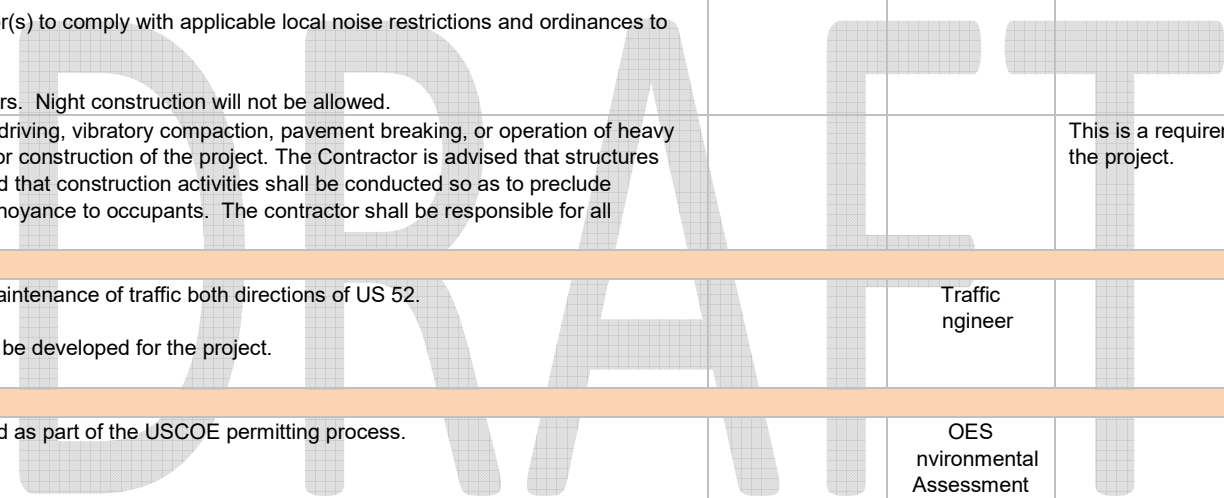 r(s) to comply with applicable local noise restrictions and ordinances to
rs.  Night construction will not be allowed.
driving, vibratory compaction, pavement breaking, or operation of heavy
or construction of the project. The Contractor is advised that structures
d that construction activities shall be conducted so as to preclude
noyance to occupants.  The contractor shall be responsible for all
This is a requirer
the project.
aintenance of traffic both directions of US 52.
be developed for the project.
Traffic
ngineer
d as part of the USCOE permitting process.
OES
nvironmental
Assessment
DRAFT